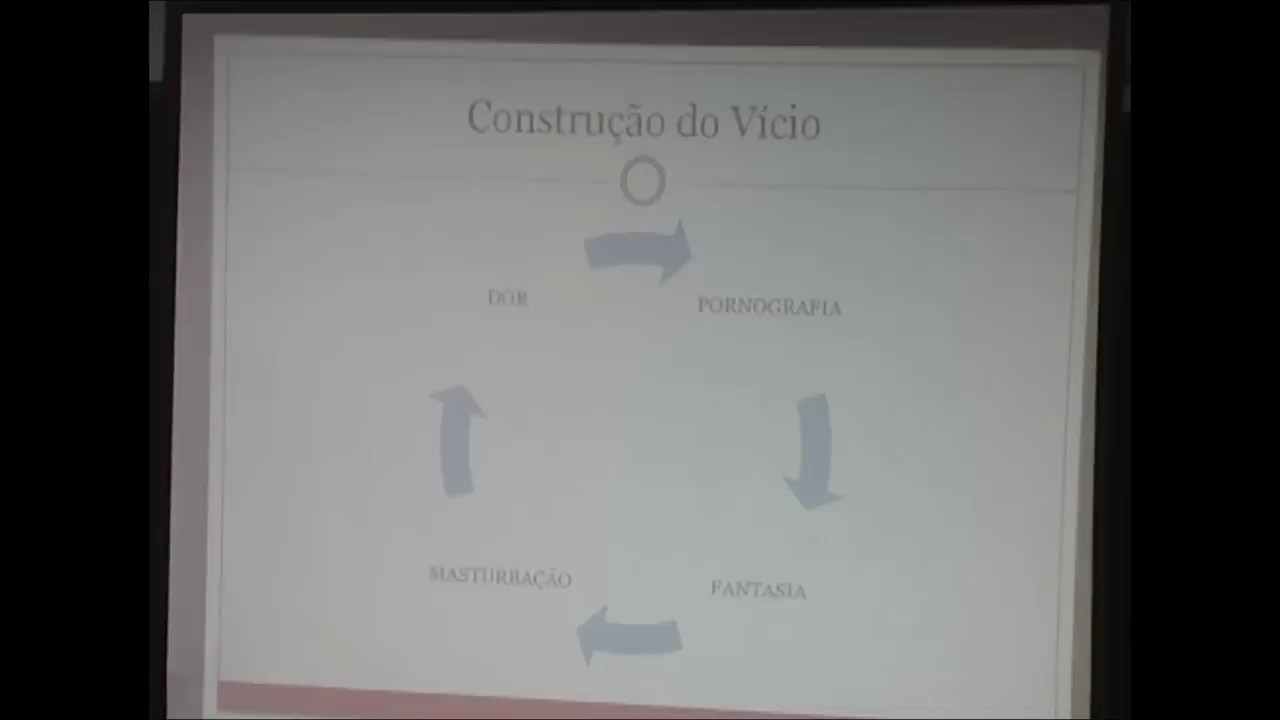 Construção do Vício
DOR
PORNOGRAFIA
MASTURBAÇÃO
FANTASIA